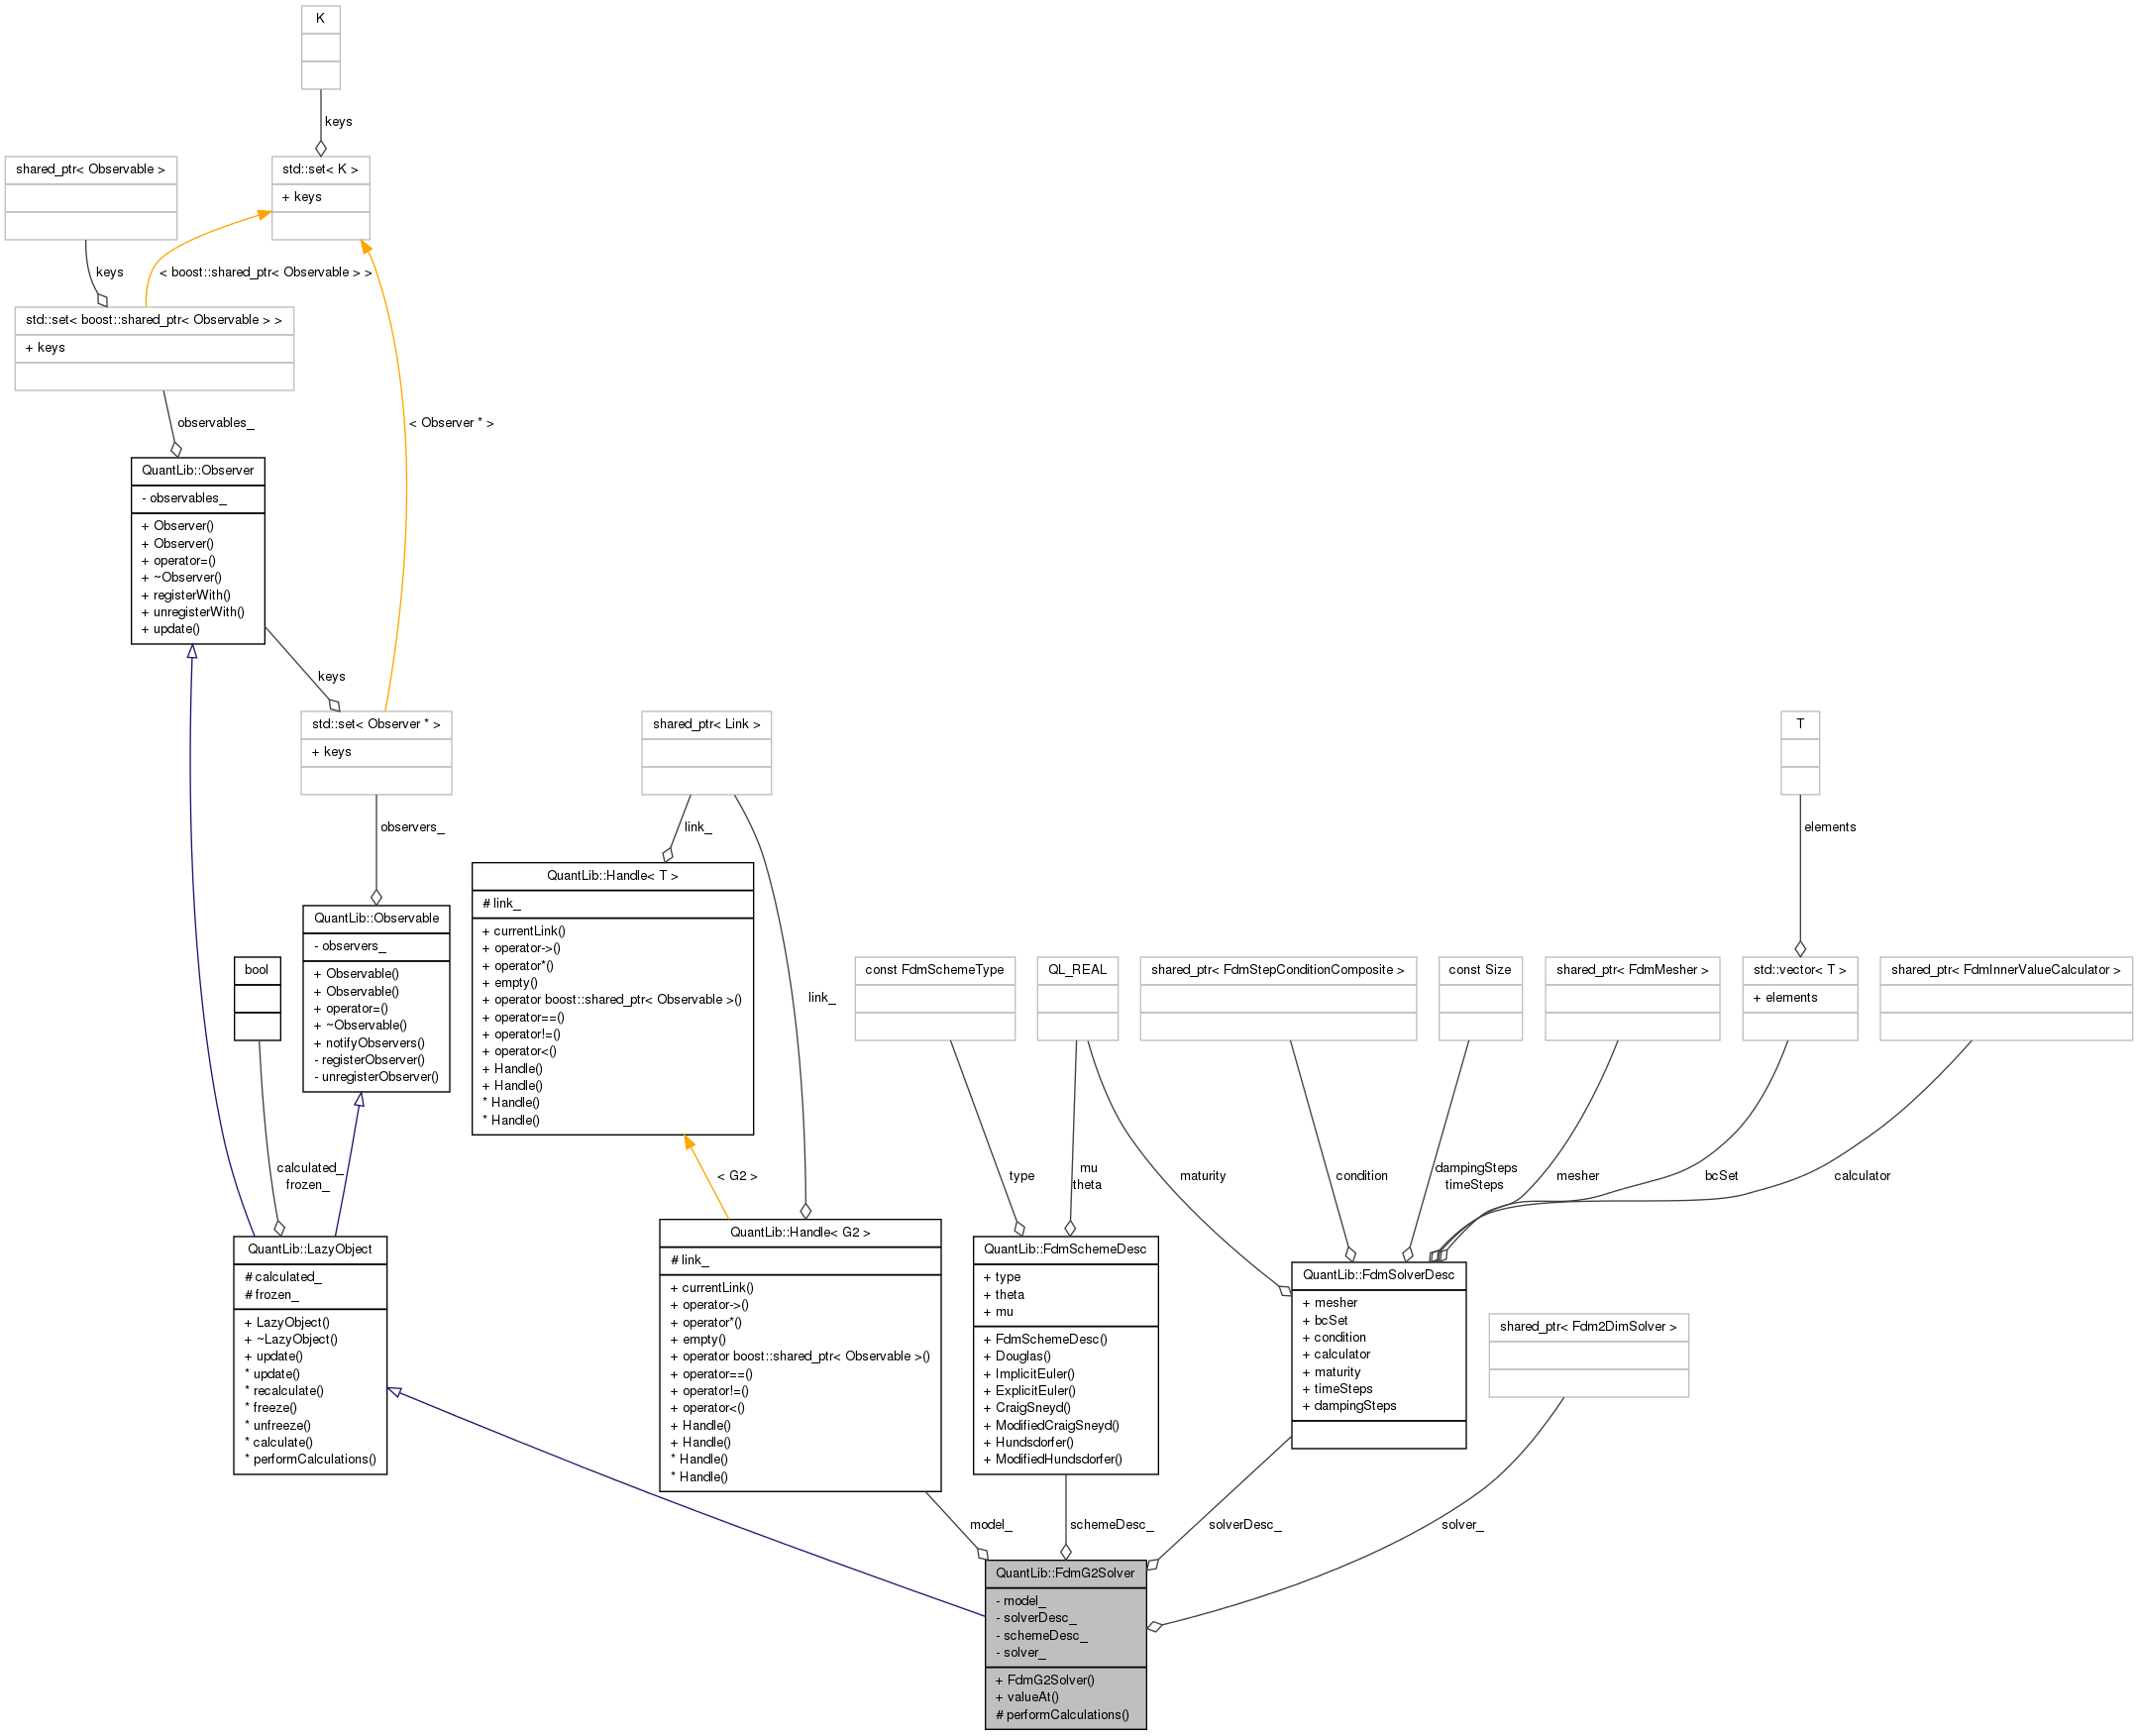 K
keys
shared_ptr< Observable >
std::set< K >
+ keys
keys
< boost::shared_ptr< Observable > >
std::set< boost::shared_ptr< Observable > >
+ keys
observables_
< Observer * >
QuantLib::Observer
- observables_
+ Observer()
+ Observer()
+ operator=()
+ ~Observer()
+ registerWith()
+ unregisterWith()
+ update()
keys
std::set< Observer * >
+ keys
shared_ptr< Link >
T
observers_
link_
elements
QuantLib::Handle< T >
# link_
+ currentLink()
+ operator->()
+ operator*()
+ empty()
+ operator boost::shared_ptr< Observable >()
+ operator==()
+ operator!=()
+ operator<()
+ Handle()
+ Handle()
* Handle()
* Handle()
QuantLib::Observable
- observers_
+ Observable()
+ Observable()
+ operator=()
+ ~Observable()
+ notifyObservers()
- registerObserver()
- unregisterObserver()
bool
link_
const FdmSchemeType
QL_REAL
shared_ptr< FdmStepConditionComposite >
const Size
shared_ptr< FdmMesher >
std::vector< T >
+ elements
shared_ptr< FdmInnerValueCalculator >
calculated_
frozen_
< G2 >
type
mu
theta
maturity
condition
dampingSteps
timeSteps
mesher
bcSet
calculator
QuantLib::LazyObject
# calculated_
# frozen_
+ LazyObject()
+ ~LazyObject()
+ update()
* update()
* recalculate()
* freeze()
* unfreeze()
* calculate()
* performCalculations()
QuantLib::Handle< G2 >
# link_
+ currentLink()
+ operator->()
+ operator*()
+ empty()
+ operator boost::shared_ptr< Observable >()
+ operator==()
+ operator!=()
+ operator<()
+ Handle()
+ Handle()
* Handle()
* Handle()
QuantLib::FdmSchemeDesc
+ type
+ theta
+ mu
+ FdmSchemeDesc()
+ Douglas()
+ ImplicitEuler()
+ ExplicitEuler()
+ CraigSneyd()
+ ModifiedCraigSneyd()
+ Hundsdorfer()
+ ModifiedHundsdorfer()
QuantLib::FdmSolverDesc
+ mesher
+ bcSet
+ condition
+ calculator
+ maturity
+ timeSteps
+ dampingSteps
shared_ptr< Fdm2DimSolver >
model_
schemeDesc_
solverDesc_
solver_
QuantLib::FdmG2Solver
- model_
- solverDesc_
- schemeDesc_
- solver_
+ FdmG2Solver()
+ valueAt()
# performCalculations()